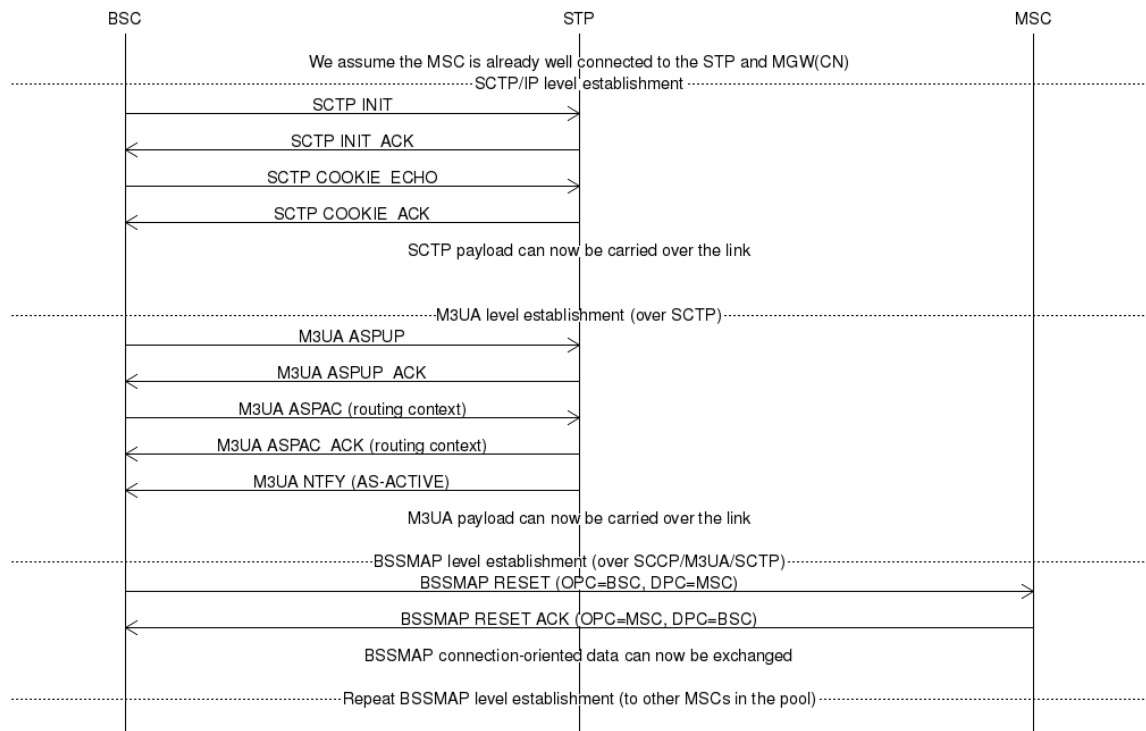 BSC STP MSC
We assume the MSC is already well connected to the STP and MGW(CN)
SCTP/IP level establishment
SCTP INIT
SCTP INIT_ACK
SCTP COOKIE_ECHO
SCTP COOKIE_ACK
SCTP payload can now be carried over the link
M3UA level establishment (over SCTP)
M3UA ASPUP
M3UA ASPUP_ACK
M3UA ASPAC (routing context)
M3UA ASPAC_ACK (routing context)
M3UA NTFY (AS-ACTIVE)
M3UA payload can now be carried over the link
BSSMAP level establishment (over SCCP/M3UA/SCTP)
BSSMAP RESET (OPC=BSC, DPC=MSC)
BSSMAP RESET ACK (OPC=MSC, DPC=BSC)
BSSMAP connection-oriented data can now be exchanged
Repeat BSSMAP level establishment (to other MSCs in the pool)